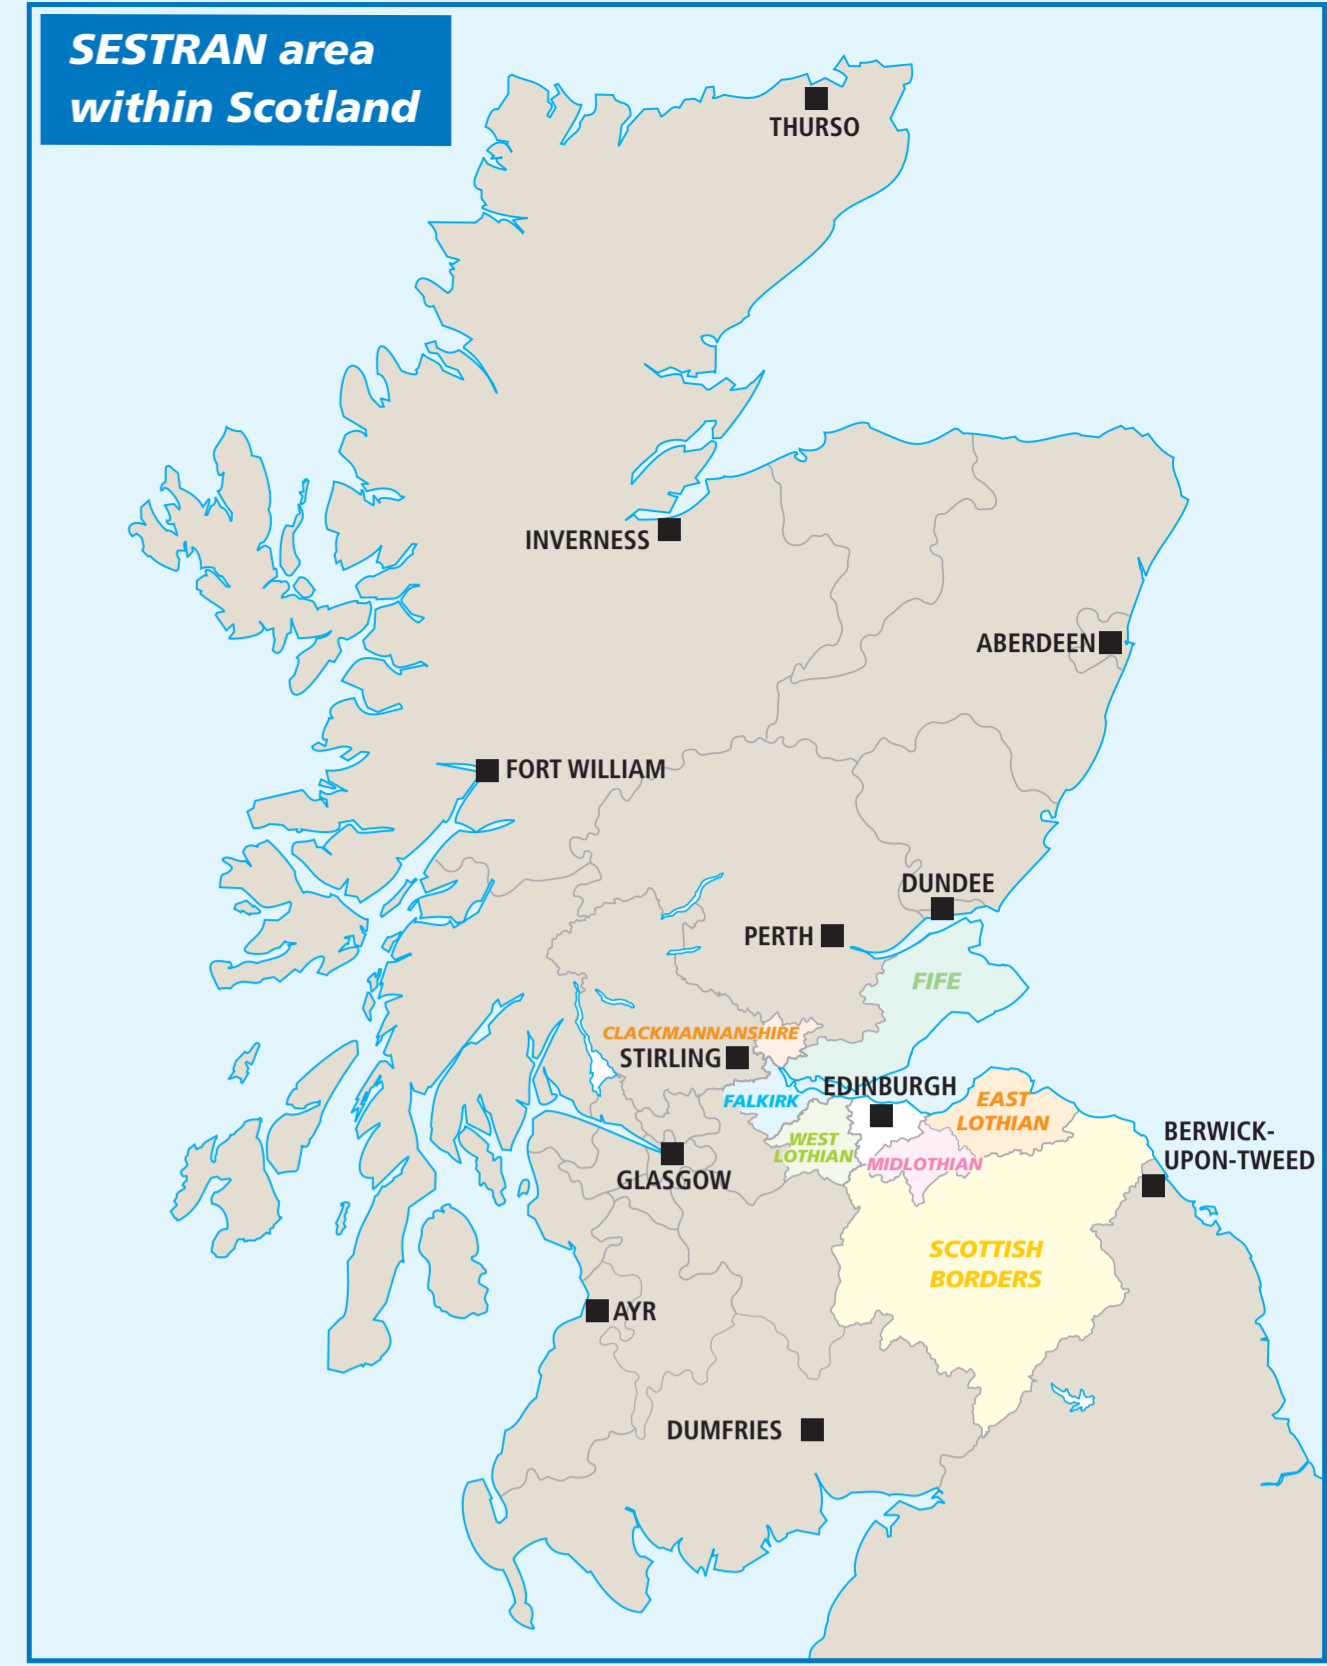 SESTRAN area
within Scotland
THURSO
INVERNESS
ABERDEEN
FORT WILLIAM
DUNDEE
PERTH
FIFE
CLACKMANNANSHIRE
STIRLING
EDINBURGH
FALKIRK
EAST
LOTHIAN
WEST
LOTHIAN
MIDLOTHIAN
BERWICK-
UPON-TWEED
GLASGOW
SCOTTISH
BORDERS
AYR
DUMFRIES